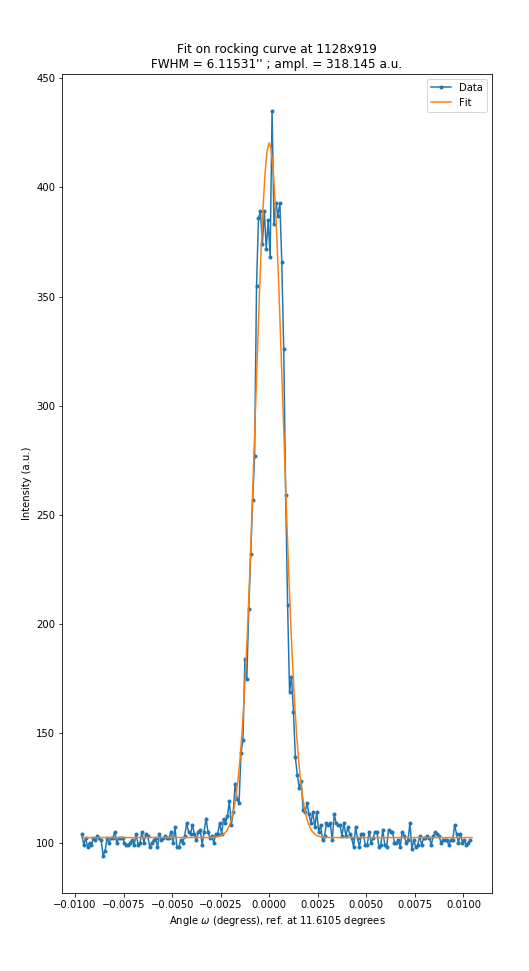 Fit on rocking curve at 1128x919
FWHM = 6.11531'' ; ampl. = 318.145 a.u.
Data
Fit
450
400
350
300
250
200
150
100
Intensity (a.u.)
−0.0100 −0.0075 −0.0050 −0.0025 0.0000 0.0025 0.0050 0.0075 0.0100
Angle ω (degress), ref. at 11.6105 degrees